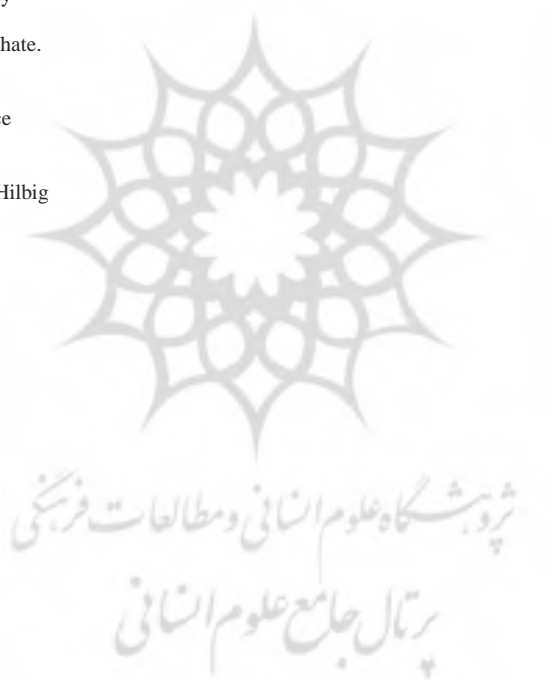 y
hate.
e
Hilbig
پژوهشگاه علوم انسانی و مطالعات فرهنگی
پرتال جامع علوم انسانی